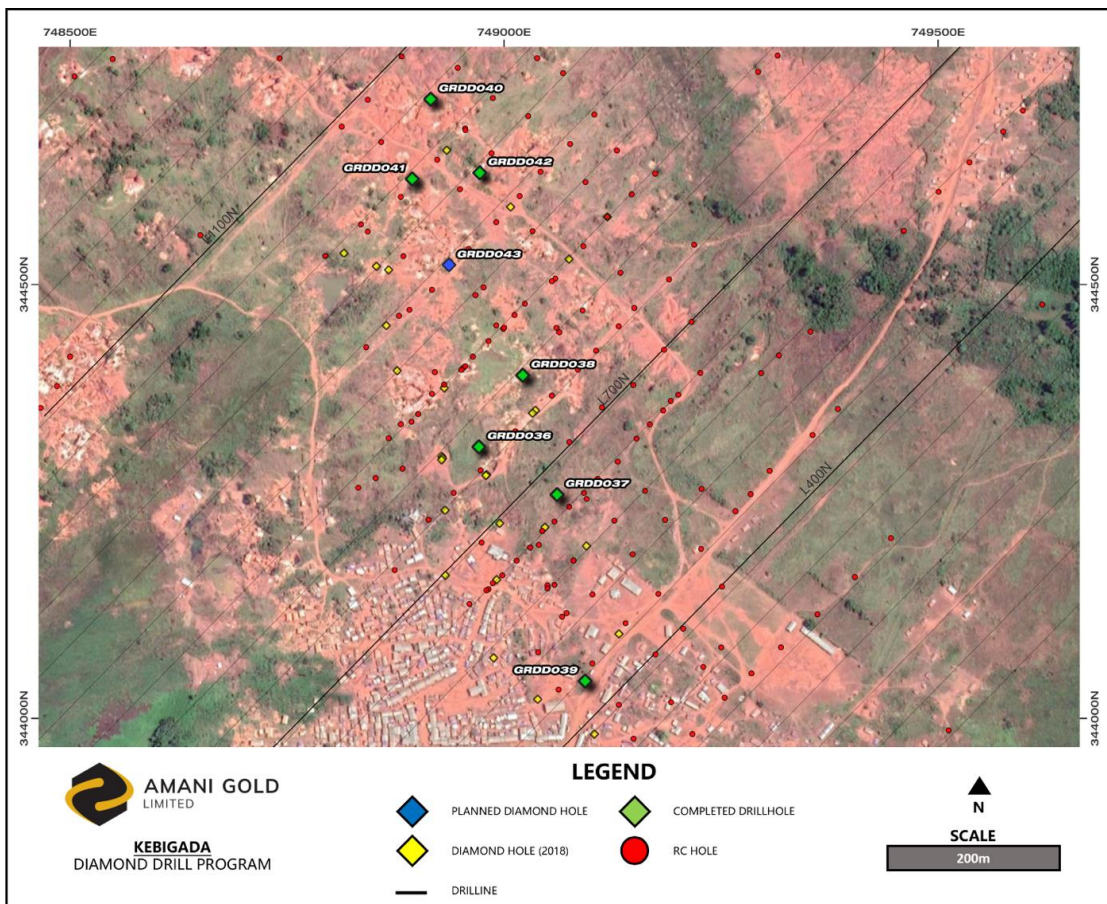 748500E
749000E
749500E
GRDD040
GRDD041
GRDD042
L1100N
GRDD043
344500N
344500N
GRDD038
L700N
GRDD036
L400N
GRDD037
GRDD039
344000N
344000N
AMANI GOLD
LIMITED
KEBIGADA
DIAMOND DRILL PROGRAM
LEGEND
PLANNED DIAMOND HOLE
COMPLETED DRILLHOLE
DIAMOND HOLE (2018)
RC HOLE
DRILLINE
N
SCALE
200m